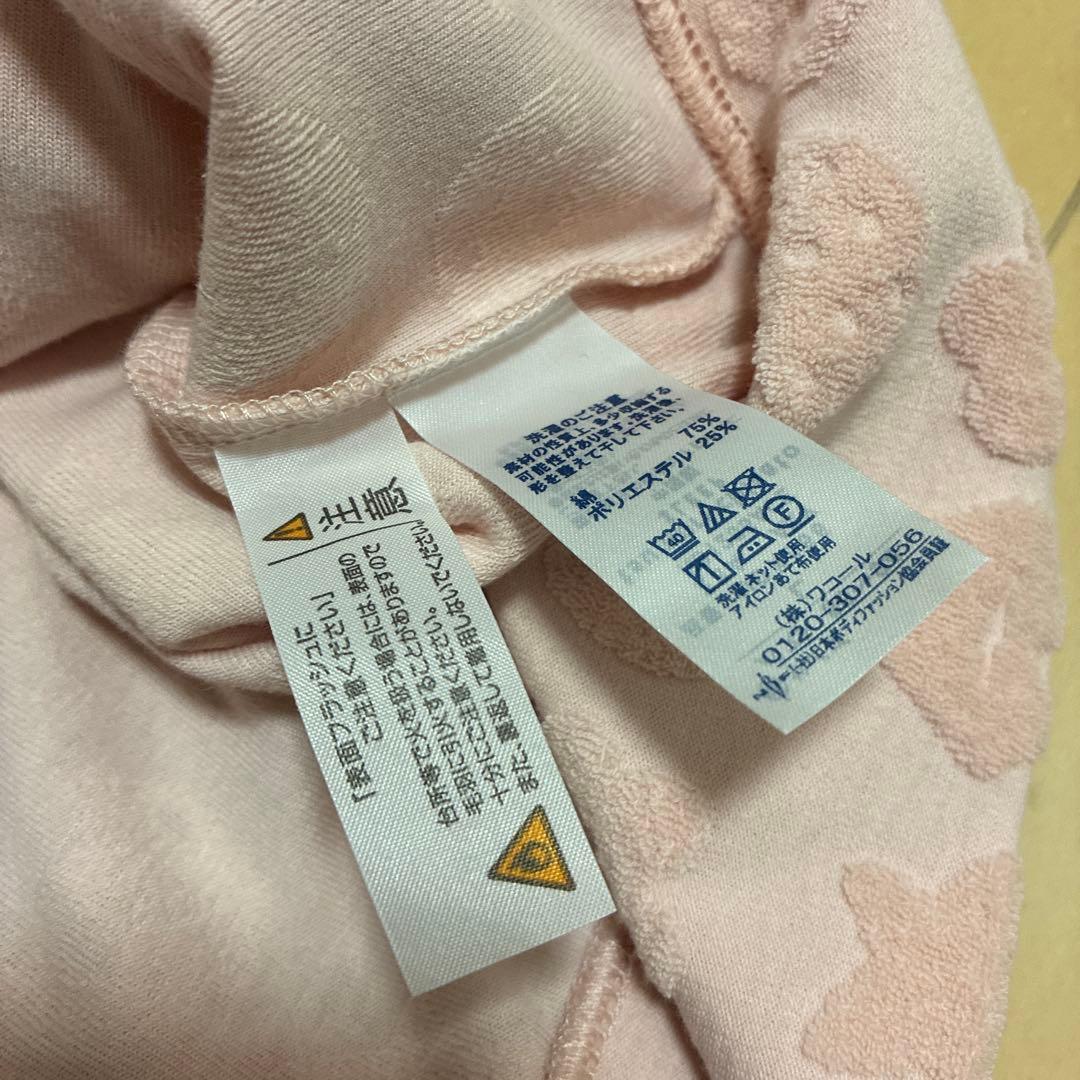 注意
「表面フラッシュに
ご注意ください」
台所等で火を扱う場合には、表面の
毛羽に引火することがありますので
十分にご注意ください。
また、裏返して着用しないでください。
洗濯のご注意
素材の性質上、多少収縮する
可能性があります。洗濯後、
形を整えて干して下さい。
綿 75%
ポリエステル 25%
40
F
洗濯ネット使用
アイロンあて布使用
(株)ワコール
0120-307-056
(一社)日本ボディファッション協会会員証